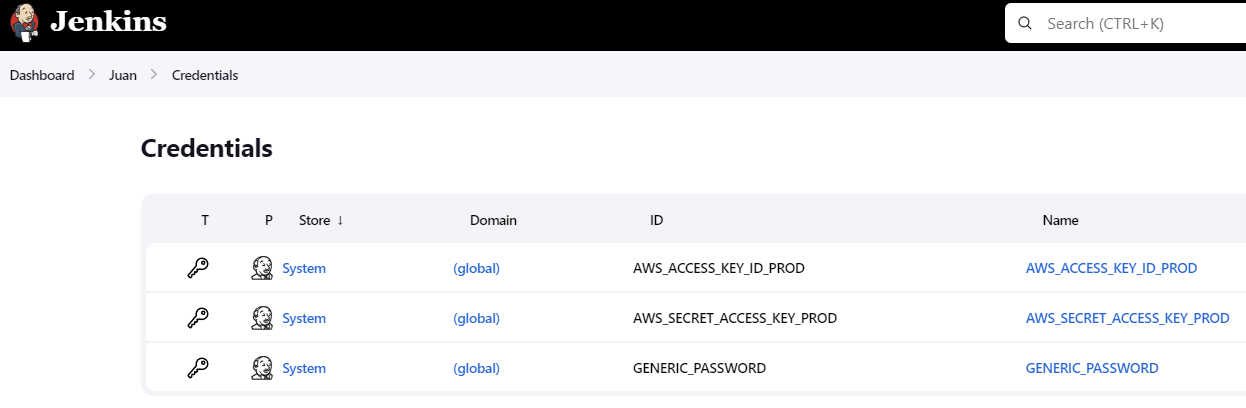 Jenkins
Search (CTRL+K)
Dashboard > Juan > Credentials
Credentials
T P Store ↓ Domain ID Name
System (global) AWS_ACCESS_KEY_ID_PROD AWS_ACCESS_KEY_ID_PROD
System (global) AWS_SECRET_ACCESS_KEY_PROD AWS_SECRET_ACCESS_KEY_PROD
System (global) GENERIC_PASSWORD GENERIC_PASSWORD